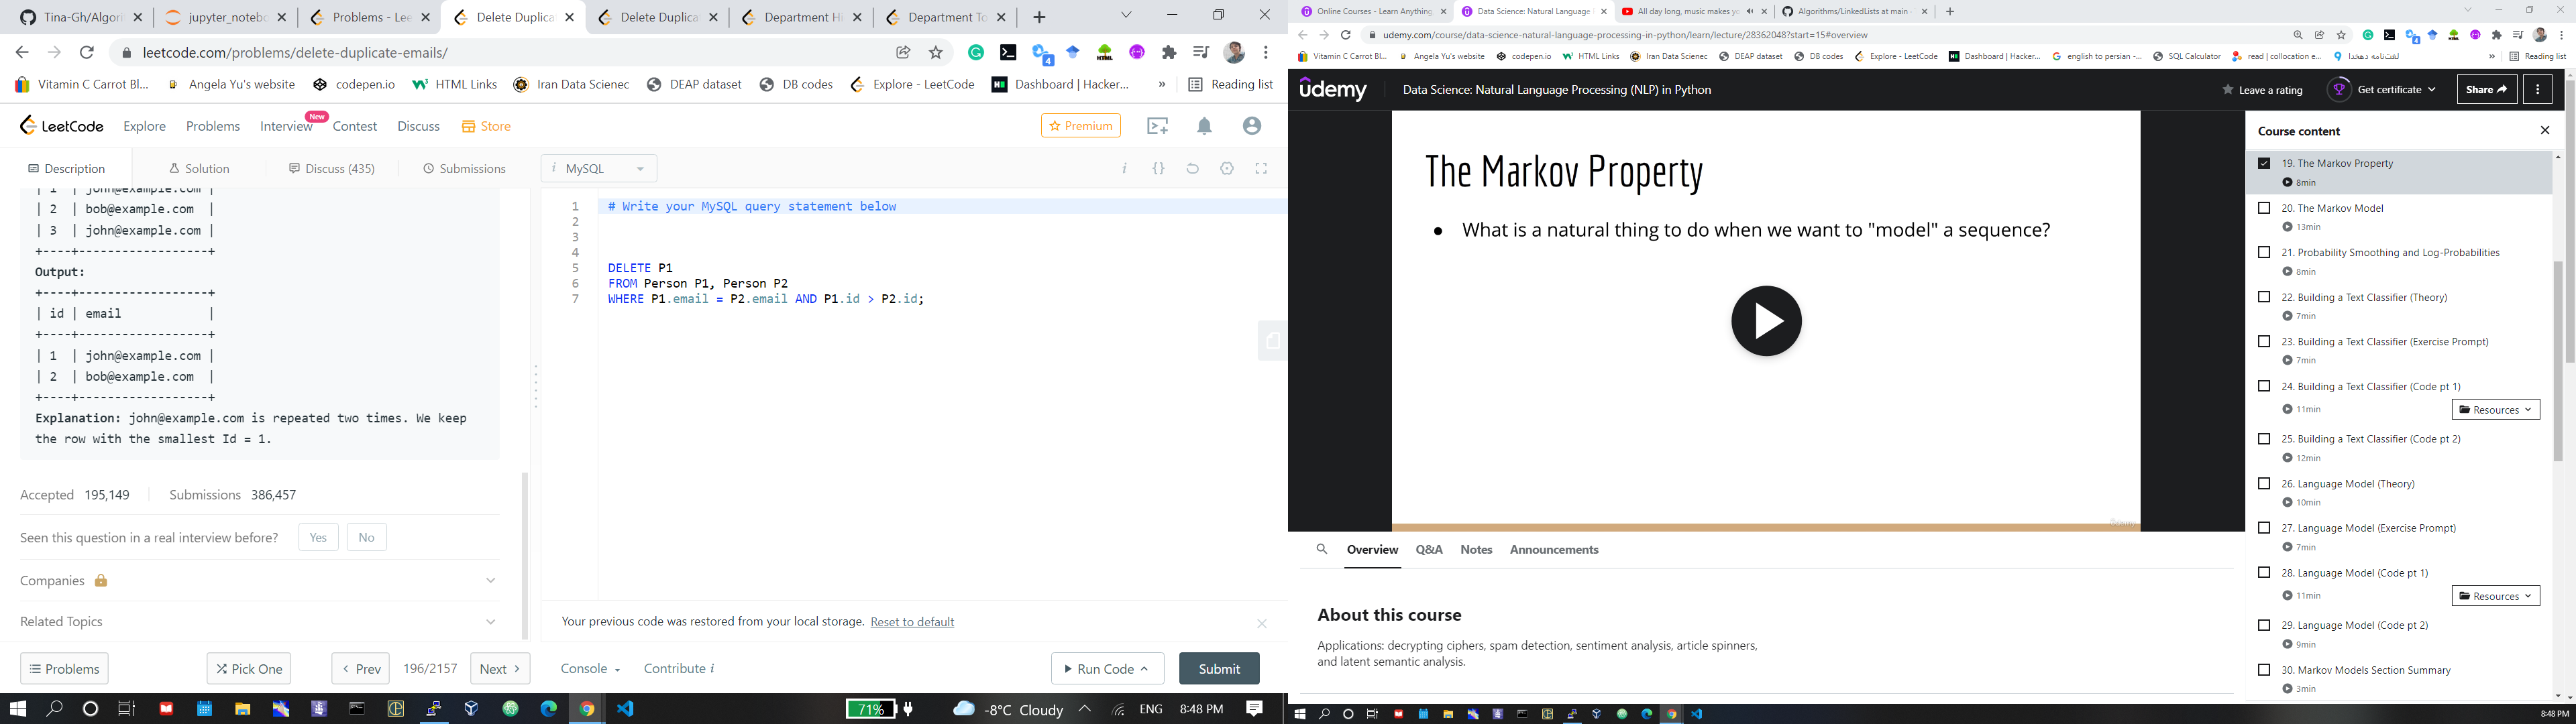 Tina-Gh/Algori
jupyter_notebo
Problems - Lee
Delete Duplica
Delete Duplica
Department Hi
Department To
leetcode.com/problems/delete-duplicate-emails/
Vitamin C Carrot Bl...
Angela Yu's website
codepen.io
HTML Links
Iran Data Scienec
DEAP dataset
DB codes
Explore - LeetCode
Dashboard | Hacker...
»
Reading list
LeetCode
Explore
Problems
Interview
New
Contest
Discuss
Store
Premium
Description
Solution
Discuss (435)
Submissions
i MySQL
| 1 | john@example.com |
| 2 | bob@example.com |
| 3 | john@example.com |
+----+------------------+
Output:
+----+------------------+
| id | email |
+----+------------------+
| 1 | john@example.com |
| 2 | bob@example.com |
+----+------------------+
Explanation: john@example.com is repeated two times. We keep
the row with the smallest Id = 1.
Accepted 195,149
Submissions 386,457
Seen this question in a real interview before?
Yes
No
Companies
Related Topics
Problems
Pick One
Prev
196/2157
Next
1 # Write your MySQL query statement below
2
3
4
5 DELETE P1
6 FROM Person P1, Person P2
7 WHERE P1.email = P2.email AND P1.id > P2.id;
Your previous code was restored from your local storage. Reset to default
Console
Contribute i
Run Code
Submit
71%
-8°C Cloudy
ENG
8:48 PM
Online Courses - Learn Anything,
Data Science: Natural Language
All day long, music makes yo
Algorithms/LinkedLists at main
udemy.com/course/data-science-natural-language-processing-in-python/learn/lecture/28362048?start=15#overview
Vitamin C Carrot Bl...
Angela Yu's website
codepen.io
HTML Links
Iran Data Scienec
DEAP dataset
DB codes
Explore - LeetCode
Dashboard | Hacker...
english to persian -...
SQL Calculator
read | collocation e...
لغت‌نامه دهخدا
»
Reading list
udemy
Data Science: Natural Language Processing (NLP) in Python
Leave a rating
Get certificate
Share
The Markov Property
● What is a natural thing to do when we want to "model" a sequence?
Course content
19. The Markov Property
8min
20. The Markov Model
13min
21. Probability Smoothing and Log-Probabilities
8min
22. Building a Text Classifier (Theory)
7min
23. Building a Text Classifier (Exercise Prompt)
7min
24. Building a Text Classifier (Code pt 1)
11min
Resources
25. Building a Text Classifier (Code pt 2)
12min
26. Language Model (Theory)
10min
27. Language Model (Exercise Prompt)
7min
28. Language Model (Code pt 1)
11min
Resources
29. Language Model (Code pt 2)
9min
30. Markov Models Section Summary
3min
Overview
Q&A
Notes
Announcements
About this course
Applications: decrypting ciphers, spam detection, sentiment analysis, article spinners,
and latent semantic analysis.
8:48 PM